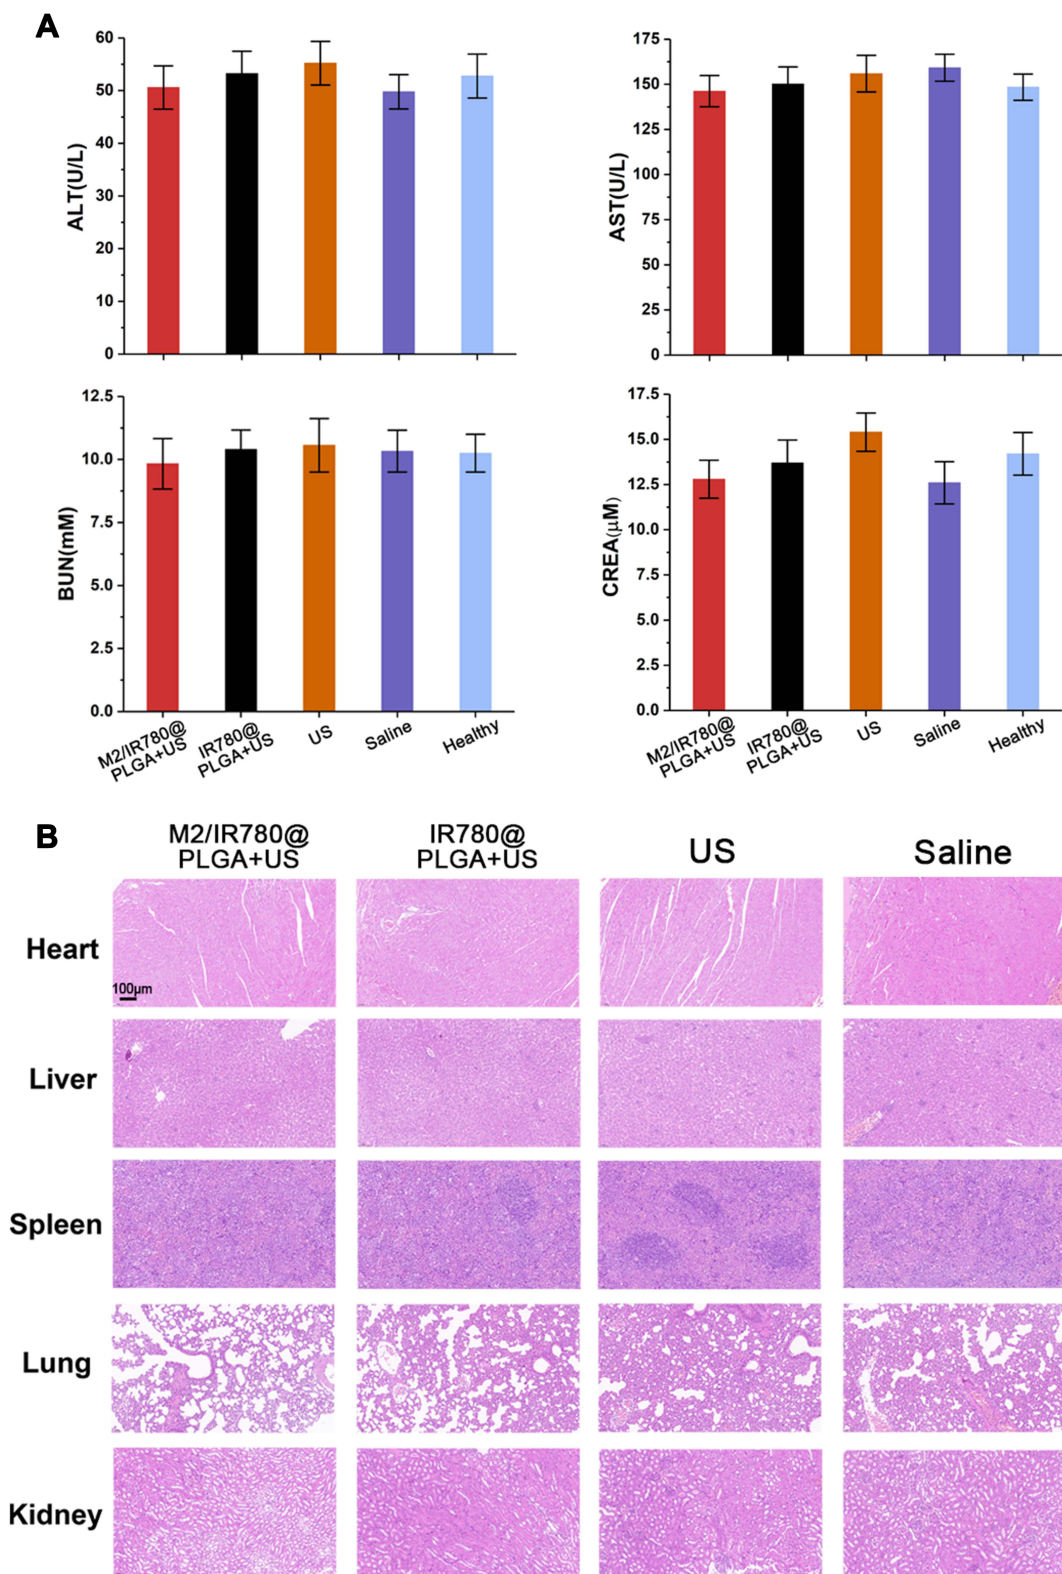 A
60
50
40
30
20
10
0
ALT(U/L)
175
150
125
100
75
50
25
0
AST(U/L)
12.5
10.0
7.5
5.0
2.5
0.0
BUN(mM)
M2/IR780@
PLGA+US
IR780@
PLGA+US
US
Saline
Healthy
17.5
15.0
12.5
10.0
7.5
5.0
2.5
0.0
CREA(μM)
M2/IR780@
PLGA+US
IR780@
PLGA+US
US
Saline
Healthy
B
M2/IR780@
PLGA+US
IR780@
PLGA+US
US
Saline
Heart
100μm
Liver
Spleen
Lung
Kidney